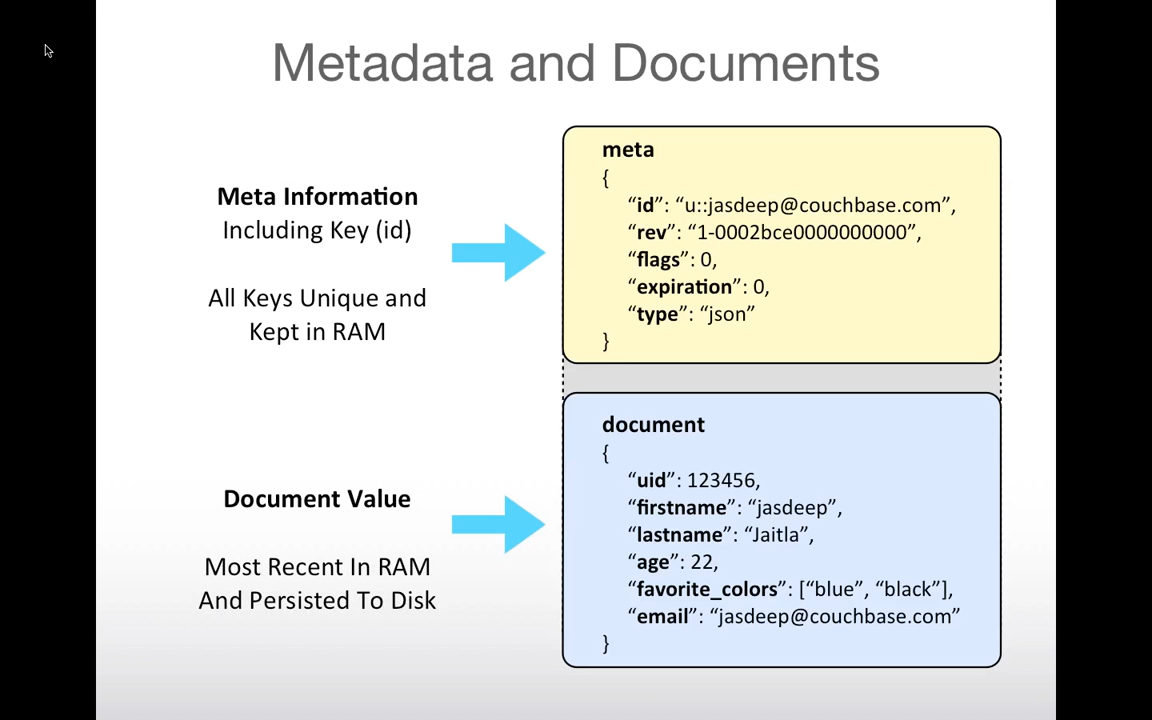 Metadata and Documents
Meta Information
Including Key (id)
All Keys Unique and
Kept in RAM
meta
{
“id”: “u::jasdeep@couchbase.com”,
“rev”: “1-0002bce0000000000”,
“flags”: 0,
“expiration”: 0,
“type”: “json”
}
Document Value
Most Recent In RAM
And Persisted To Disk
document
{
“uid”: 123456,
“firstname”: “jasdeep”,
“lastname”: “Jaitla”,
“age”: 22,
“favorite_colors”: [“blue”, “black”],
“email”: “jasdeep@couchbase.com”
}